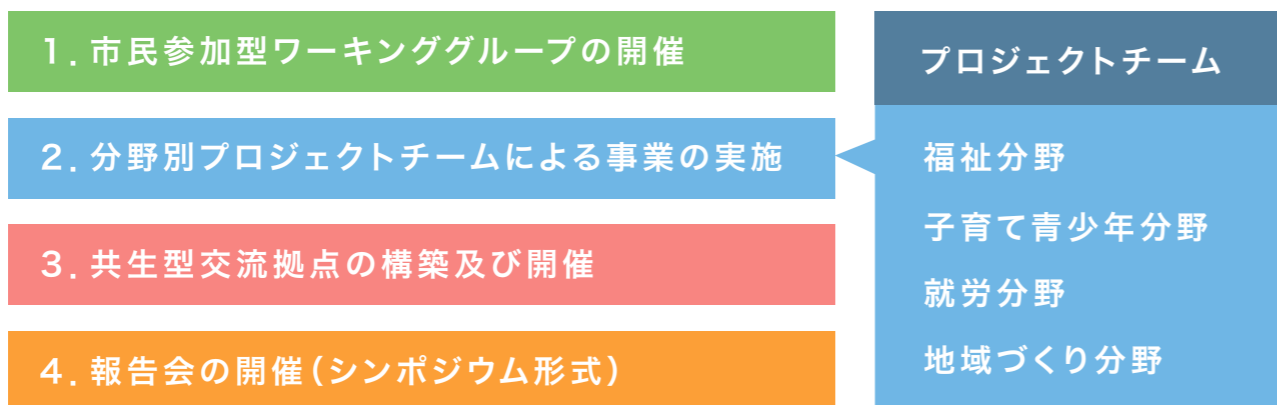 1. 市民参加型ワーキンググループの開催
2. 分野別プロジェクトチームによる事業の実施
3. 共生型交流拠点の構築及び開催
4. 報告会の開催(シンポジウム形式)
プロジェクトチーム
福祉分野
子育て青少年分野
就労分野
地域づくり分野